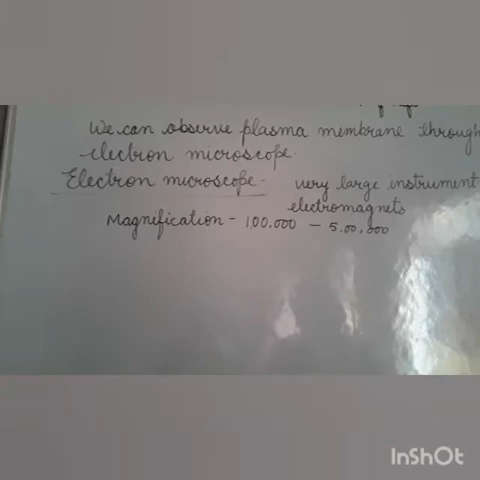 We can observe plasma membrane through
electron microscope.
Electron microscope - very large instrument
electromagnets
Magnification - 1,00,000 - 5,00,000
InShOt